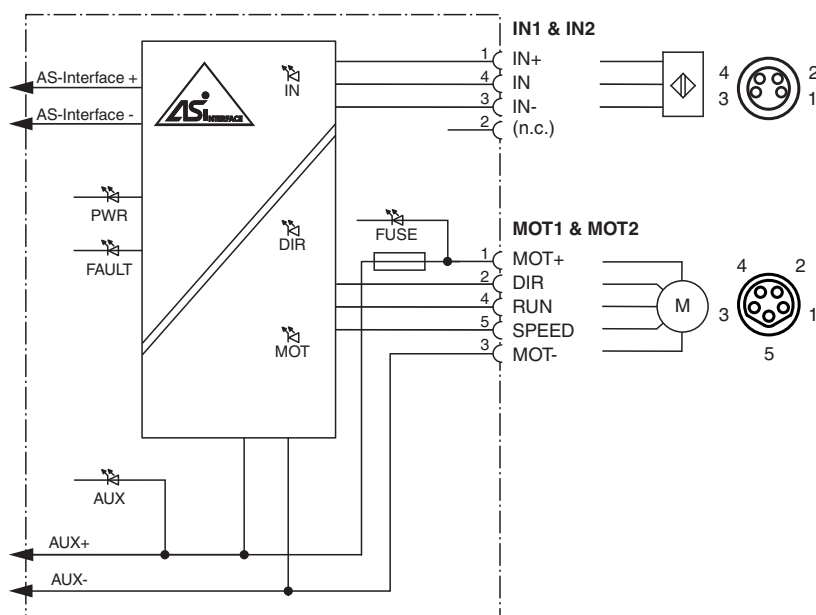 IN1 & IN2
AS-Interface +
AS-Interface -
ASi INTERFACE
IN
1 IN+
4 IN
3 IN-
2 (n.c.)
4 2
3 1
PWR
FAULT
DIR
MOT
FUSE
MOT1 & MOT2
1 MOT+
2 DIR
4 RUN
5 SPEED
3 MOT-
M
4 2
3 1
5
AUX
AUX+
AUX-